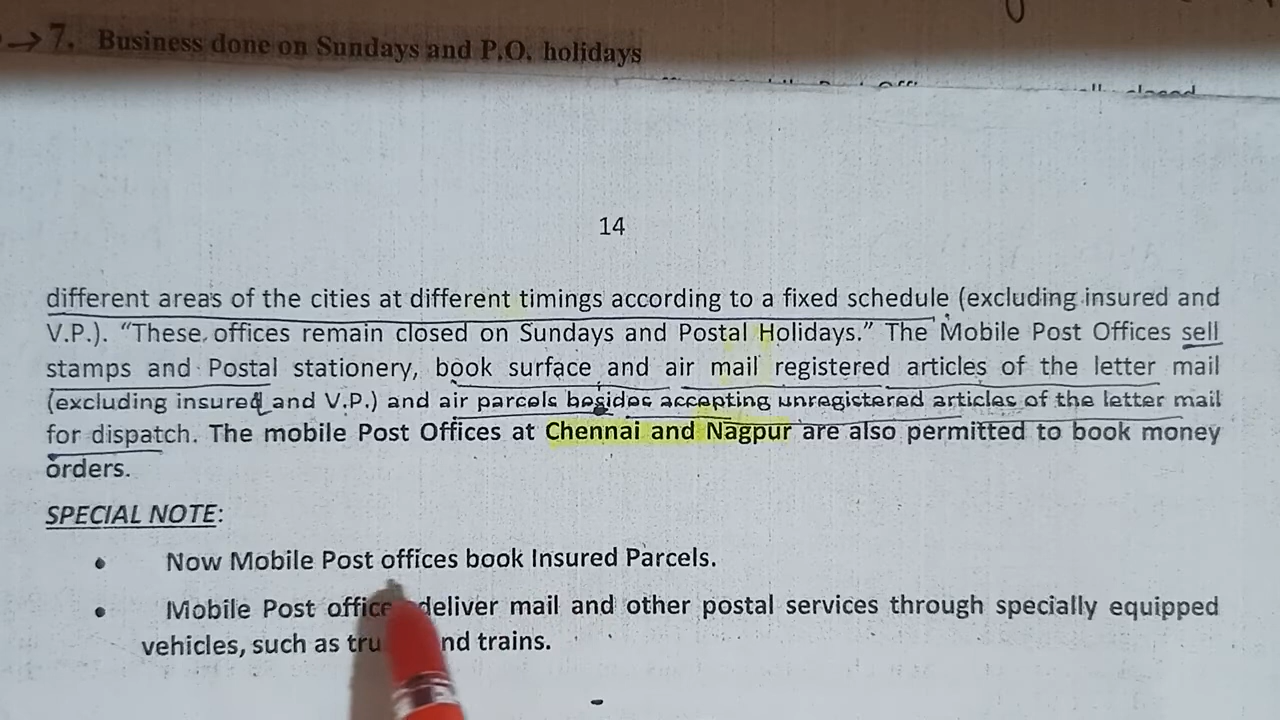 → 7. Business done on Sundays and P.O. holidays
14
different areas of the cities at different timings according to a fixed schedule (excluding insured and
V.P.). “These offices remain closed on Sundays and Postal Holidays.” The Mobile Post Offices sell
stamps and Postal stationery, book surface and air mail registered articles of the letter mail
(excluding insured and V.P.) and air parcels besides accepting unregistered articles of the letter mail
for dispatch. The mobile Post Offices at Chennai and Nagpur are also permitted to book money
orders.
SPECIAL NOTE:
• Now Mobile Post offices book Insured Parcels.
• Mobile Post office deliver mail and other postal services through specially equipped
vehicles, such as trains.